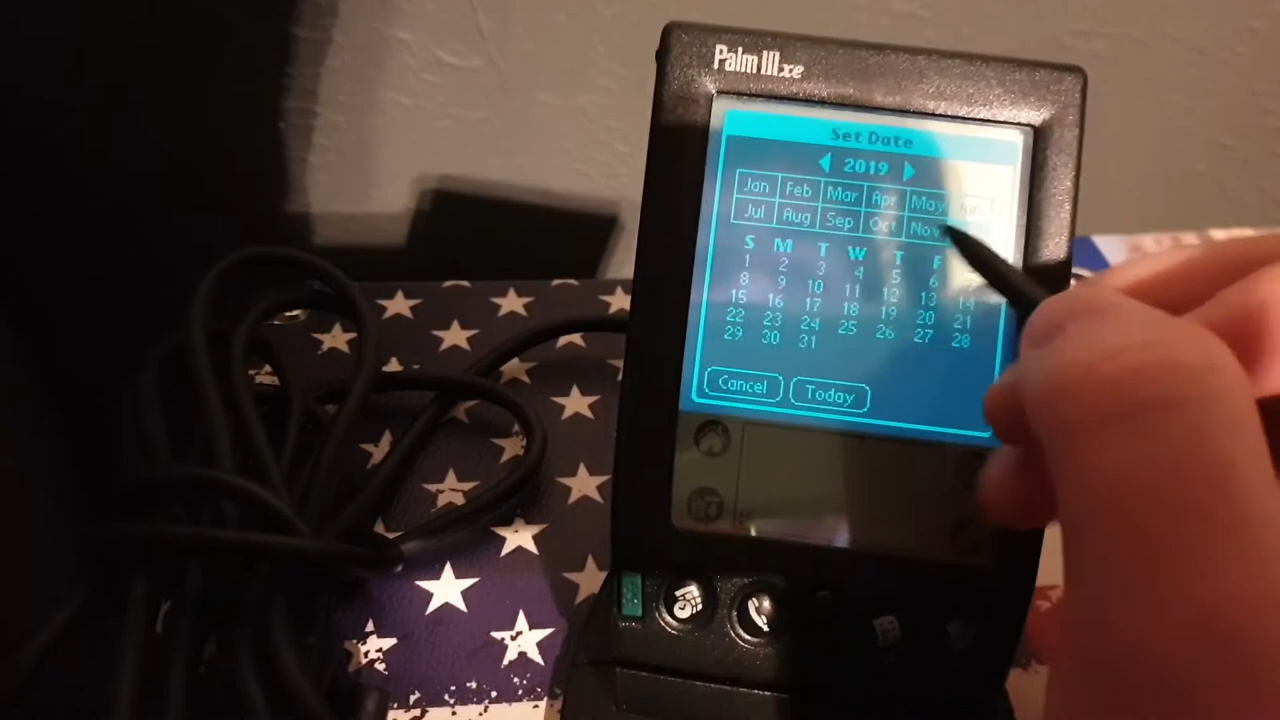 Palm IIIxe
Set Date
2019
Jan Feb Mar Apr May Jun
Jul Aug Sep Oct Nov
S M T W T F
1 2 3 4 5 6 7
8 9 10 11 12 13 14
15 16 17 18 19 20 21
22 23 24 25 26 27 28
29 30 31
Cancel Today